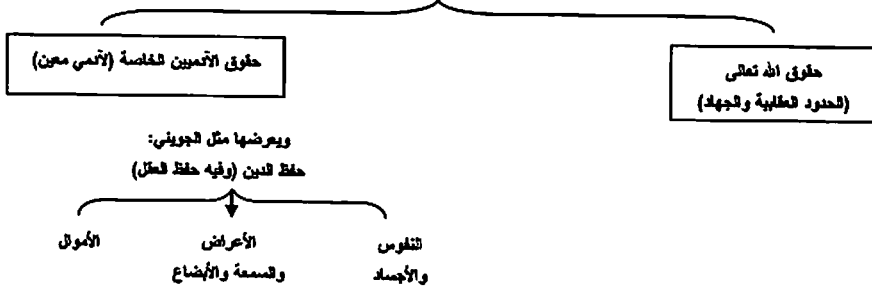 حقوق الله تعالى
(الحدود العقابية والجهاد)
حقوق الآدميين الخاصة (لآدمي معين)
ويعرضها مثل الجويني:
حفظ الدين (وفيه حفظ العقل)
النفوس
والأجساد
الأعراض
والسمعة والأبضاع
الأموال